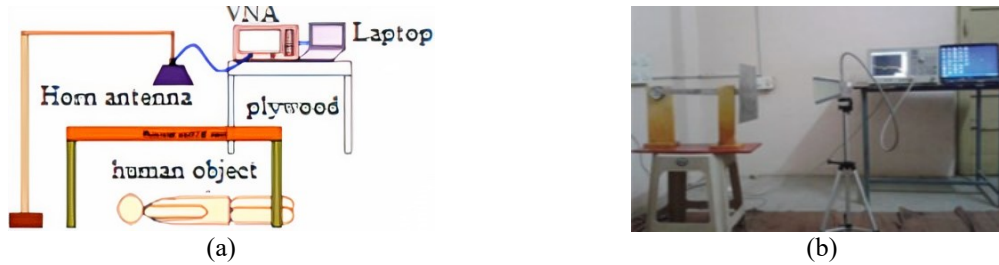 VNA
Laptop
Horn antenna
plywood
human object
(a)
(b)